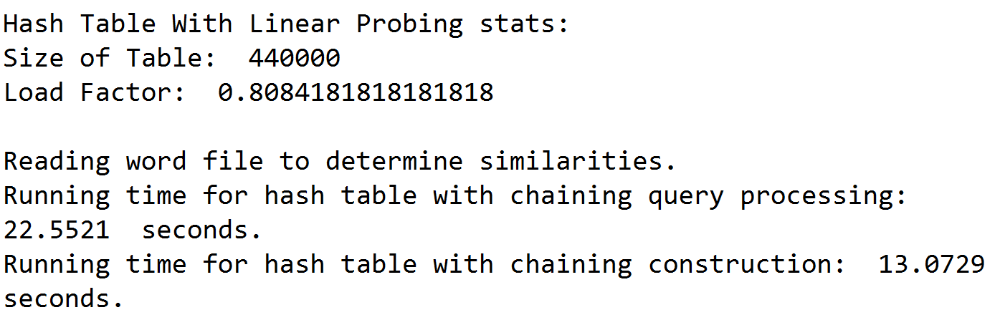 Hash Table With Linear Probing stats:
Size of Table:  440000
Load Factor:  0.8084181818181818
Reading word file to determine similarities.
Running time for hash table with chaining query processing:
22.5521  seconds.
Running time for hash table with chaining construction:  13.0729
seconds.